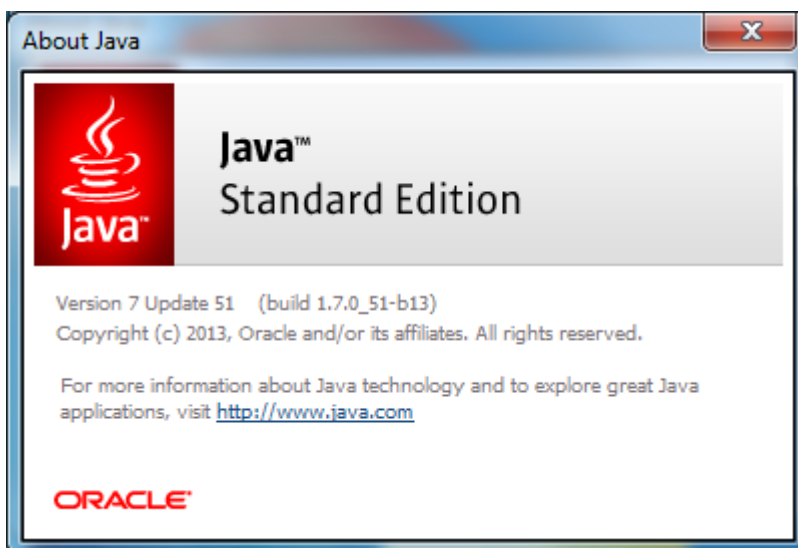 About Java
Java™
Java™
Standard Edition
Version 7 Update 51 (build 1.7.0_51-b13)
Copyright (c) 2013, Oracle and/or its affiliates. All rights reserved.
For more information about Java technology and to explore great Java
applications, visit http://www.java.com
ORACLE®